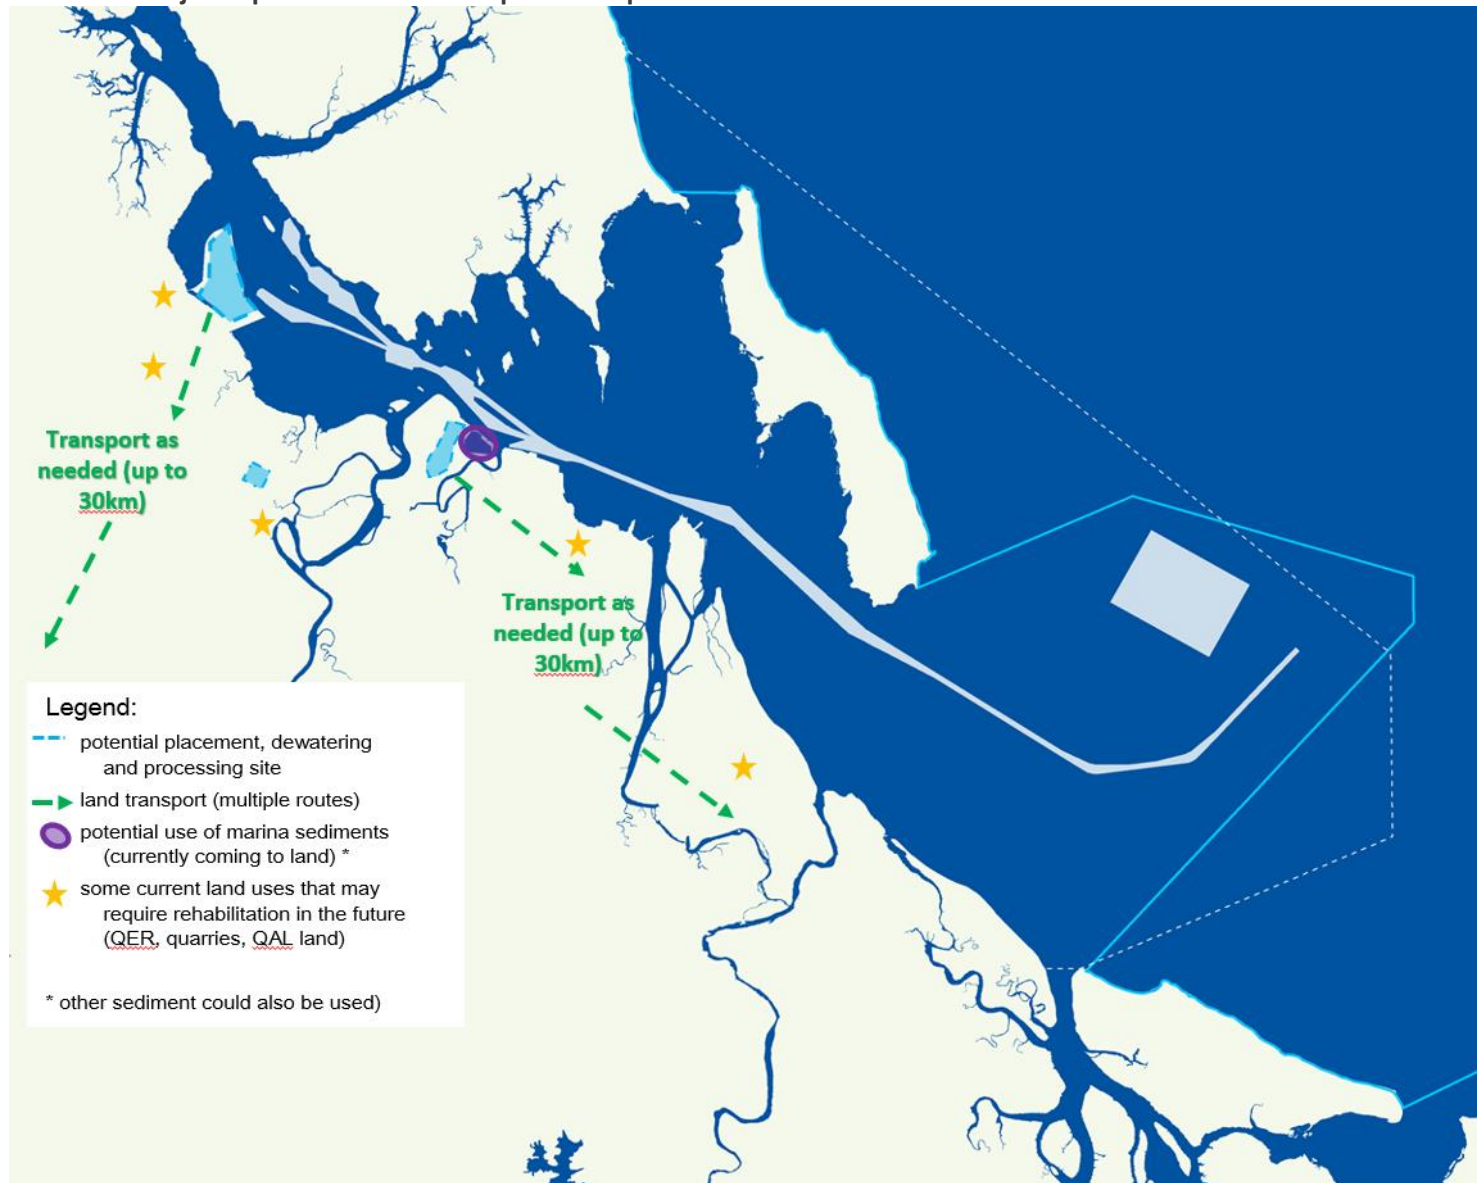 Transport as
needed (up to
30km)
Transport as
needed (up to
30km)
Legend:
potential placement, dewatering
and processing site
land transport (multiple routes)
potential use of marina sediments
(currently coming to land) *
some current land uses that may
require rehabilitation in the future
(QER, quarries, QAL land)
* other sediment could also be used)